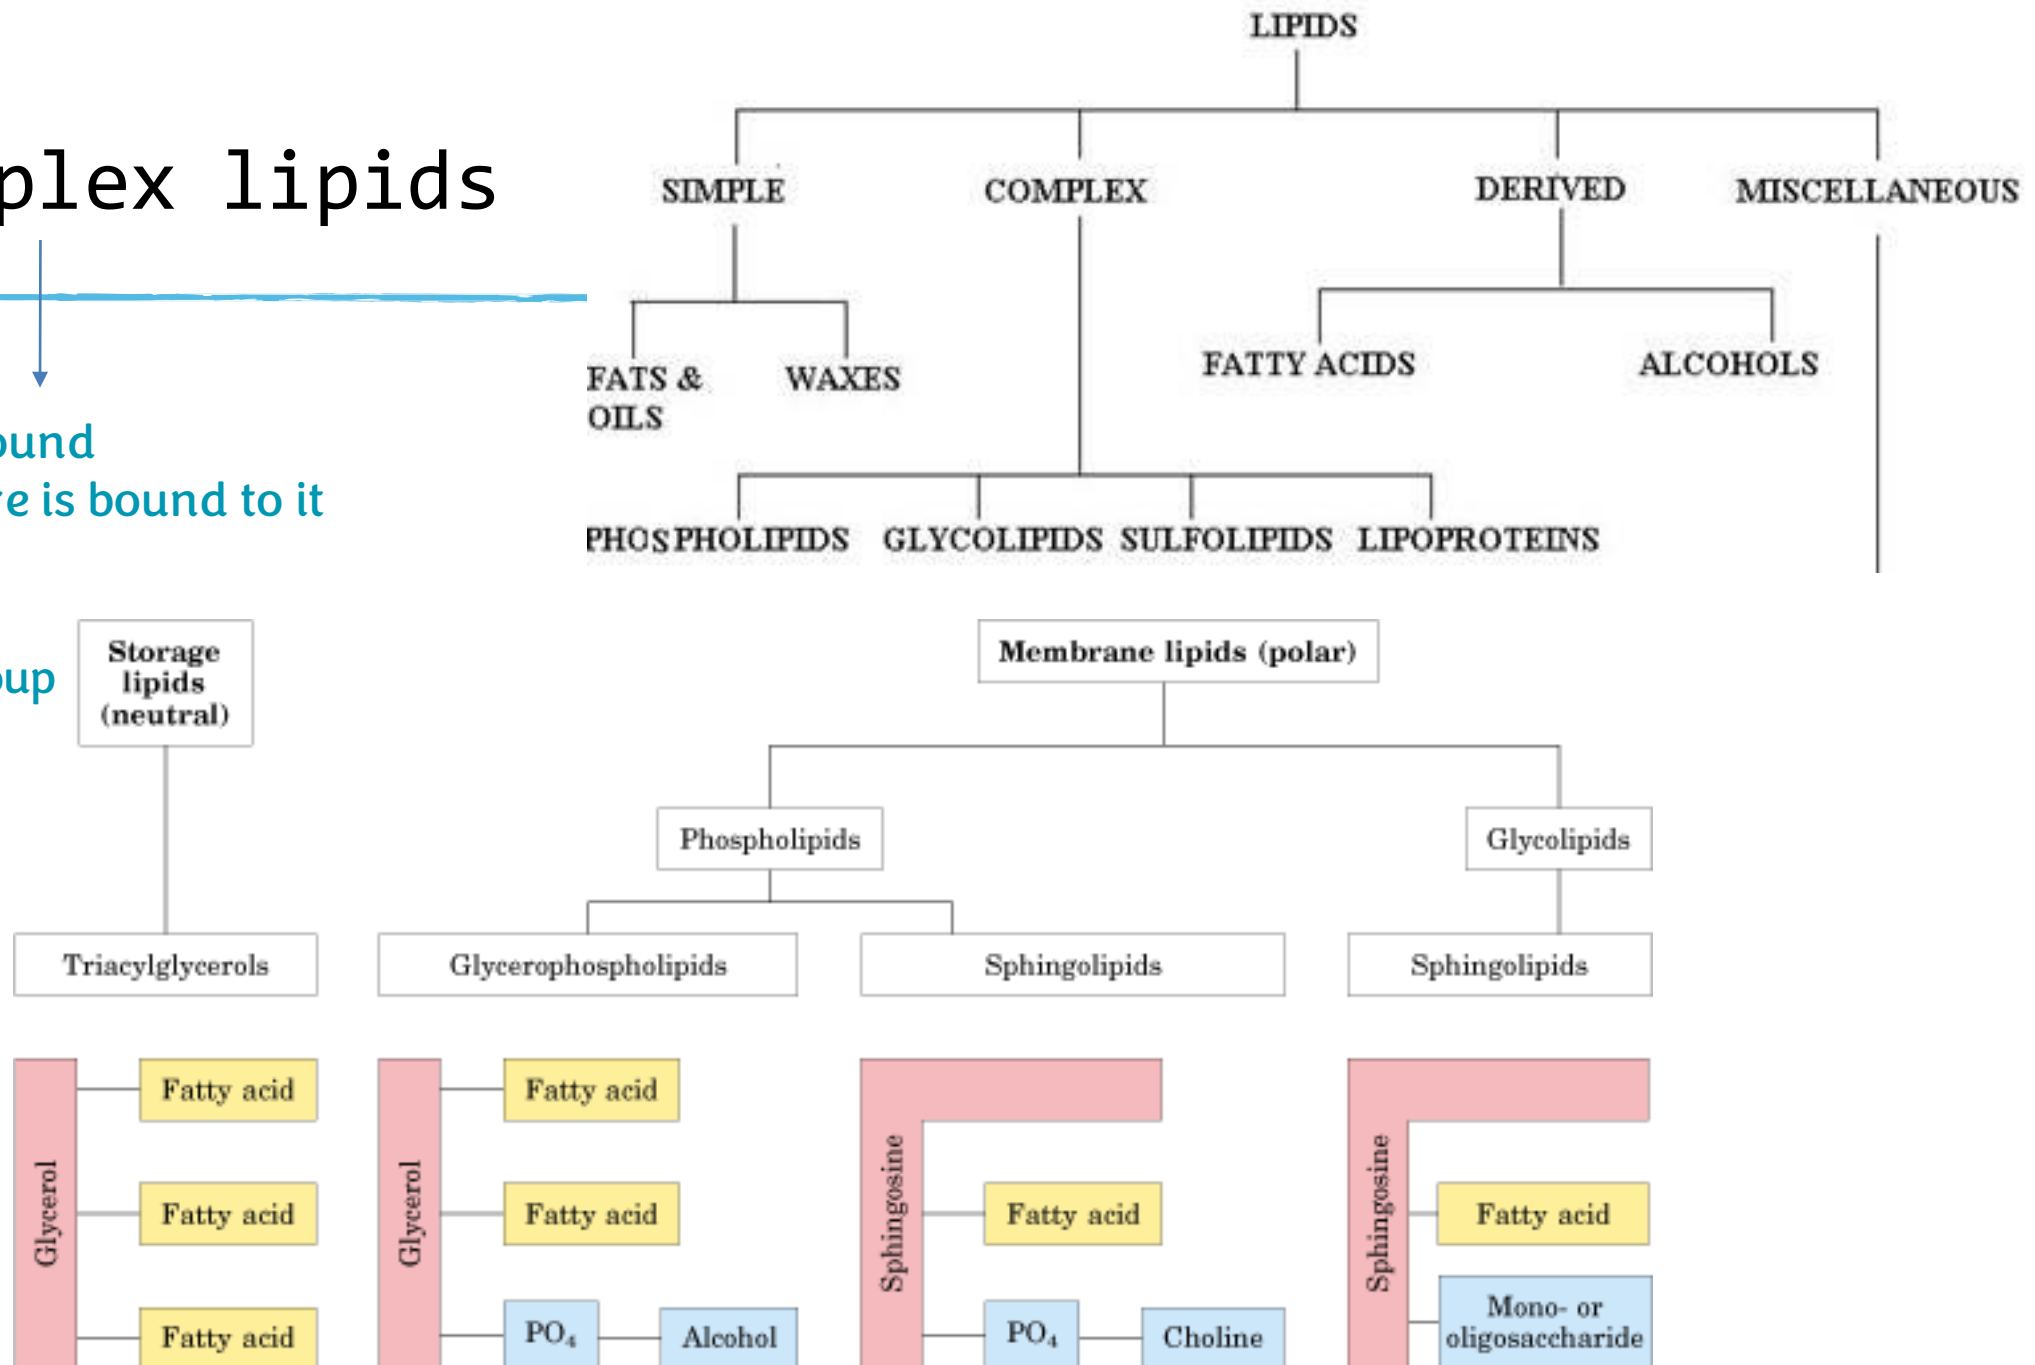 LIPIDS
plex lipids
SIMPLE COMPLEX DERIVED MISCELLANEOUS
FATS & WAXES FATTY ACIDS ALCOHOLS
OILS
ound
re is bound to it
PHOSPHOLIPIDS GLYCOLIPIDS SULFOLIPIDS LIPOPROTEINS
oup
Storage
lipids
(neutral)
Membrane lipids (polar)
Phospholipids Glycolipids
Triacylglycerols Glycerophospholipids Sphingolipids Sphingolipids
Glycerol
Fatty acid
Fatty acid
Fatty acid
Glycerol
Fatty acid
Fatty acid
PO₄ Alcohol
Sphingosine
Fatty acid
PO₄ Choline
Sphingosine
Fatty acid
Mono- or
oligosaccharide